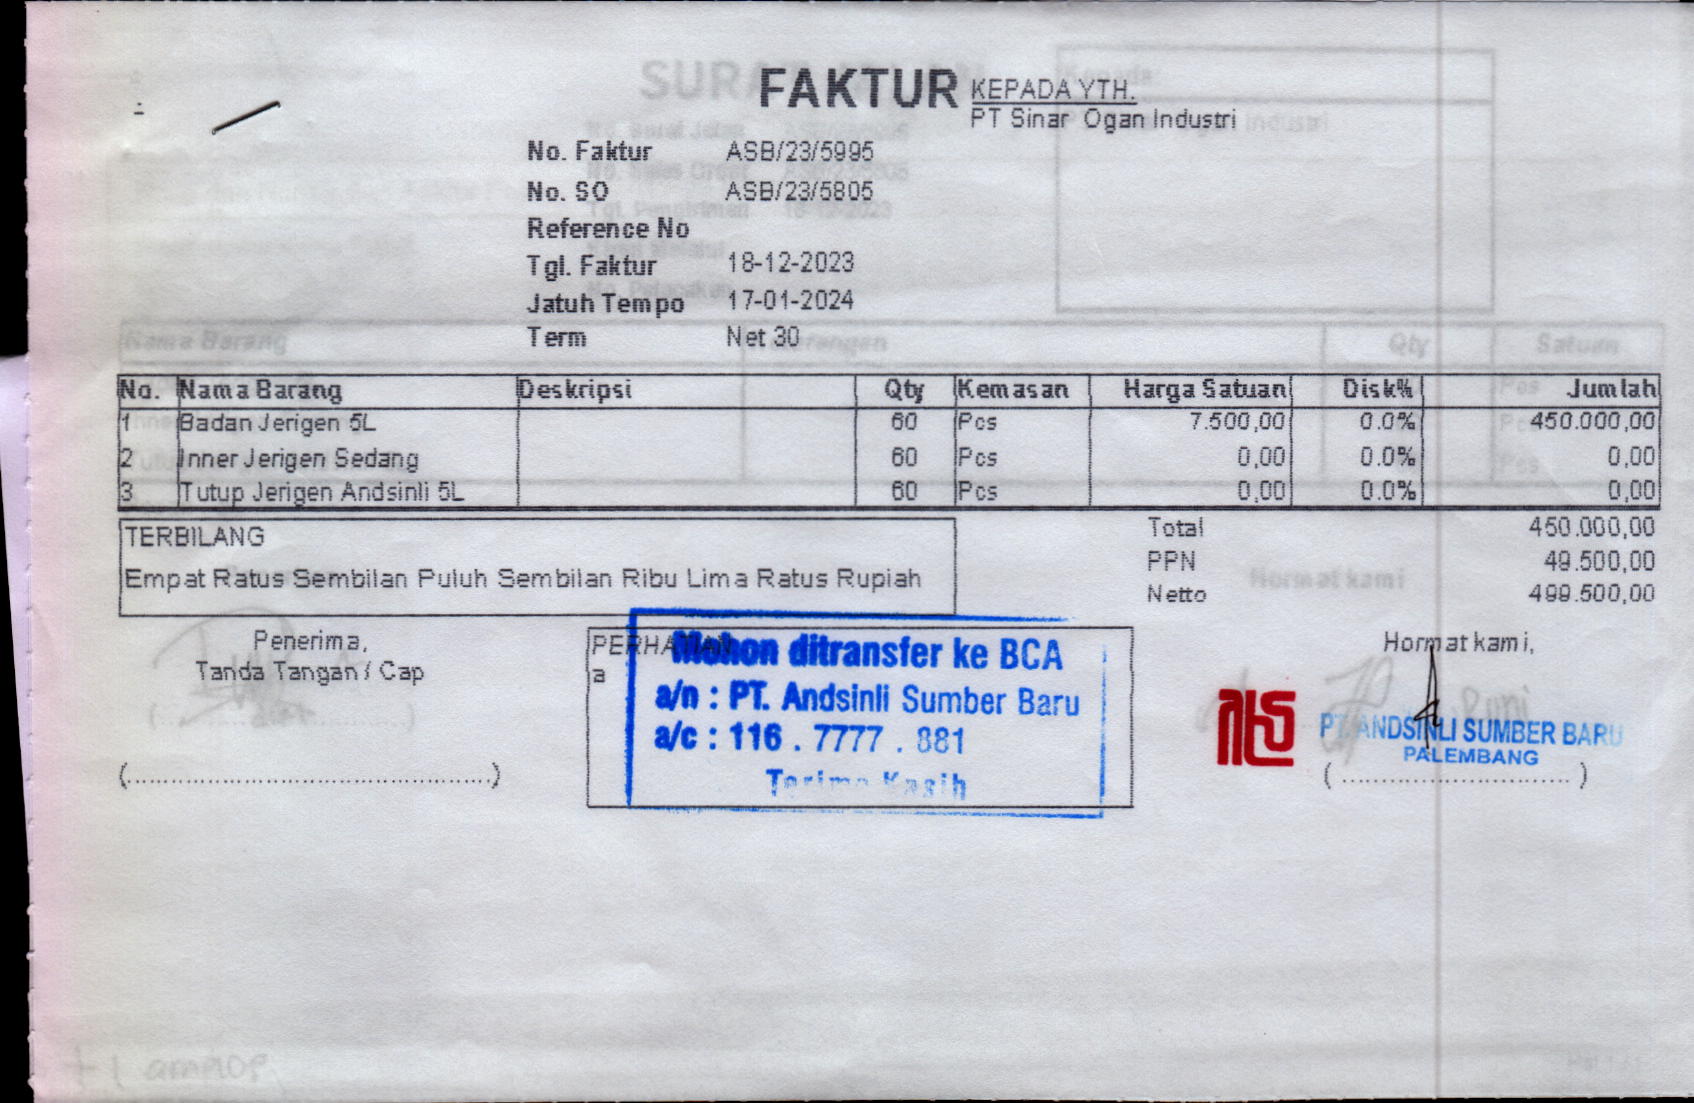 FAKTUR
KEPADA YTH.
PT Sinar Ogan Industri
No. Faktur ASB/23/5995
No. SO ASB/23/5805
Reference No
Tgl. Faktur 18-12-2023
Jatuh Tempo 17-01-2024
Term Net 30
No. Nama Barang Deskripsi Qty Kemasan Harga Satuan Disk% Jumlah
1 Badan Jerigen 5L 60 Pcs 7.500,00 0.0% 450.000,00
2 Inner Jerigen Sedang 60 Pcs 0,00 0.0% 0,00
3 Tutup Jerigen Andsinli 5L 60 Pcs 0,00 0.0% 0,00
TERBILANG
Empat Ratus Sembilan Puluh Sembilan Ribu Lima Ratus Rupiah
Total 450.000,00
PPN 49.500,00
Netto 499.500,00
Penerima,
Tanda Tangan / Cap
(...............................................)
PERHATIAN
a
Mohon ditransfer ke BCA
a/n : PT. Andsinli Sumber Baru
a/c : 116 . 7777 . 881
Terima Kasih
Hormat kami,
PT ANDSINLI SUMBER BARU
PALEMBANG
(.............................)